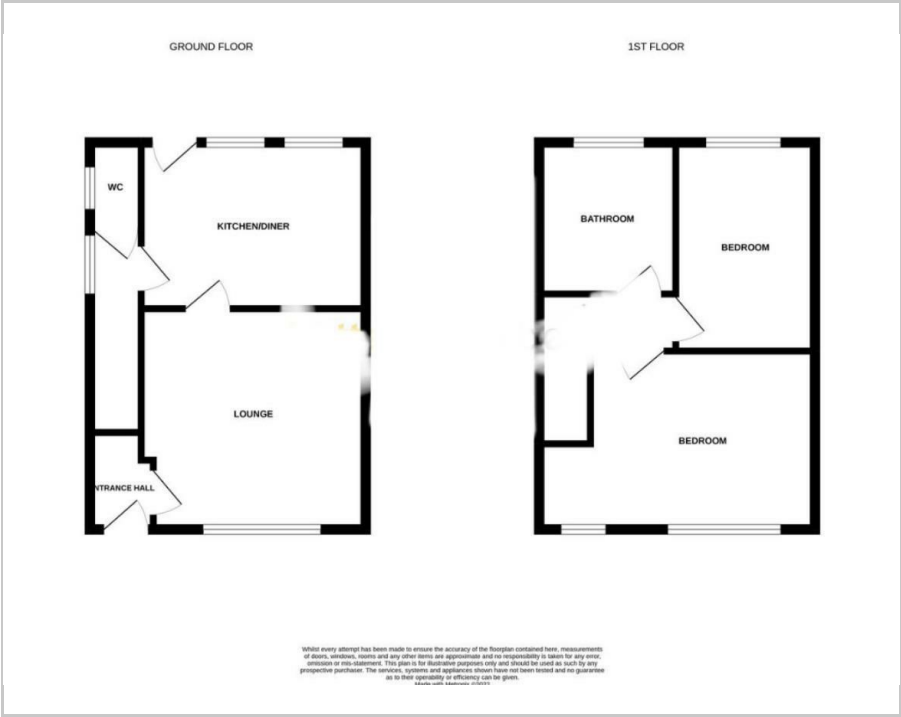 GROUND FLOOR
1ST FLOOR
WC
KITCHEN/DINER
BATHROOM
BEDROOM
LOUNGE
BEDROOM
NTRANCE HALL
Whilst every attempt has been made to ensure the accuracy of the floorplan contained here, measurements
of doors, windows, rooms and any other items are approximate and no responsibility is taken for any error,
omission or mis-statement. This plan is for illustrative purposes only and should be used as such by any
prospective purchaser. The services, systems and appliances shown have not been tested and no guarantee
as to their operability or efficiency can be given.
Made with Metropix ©2022